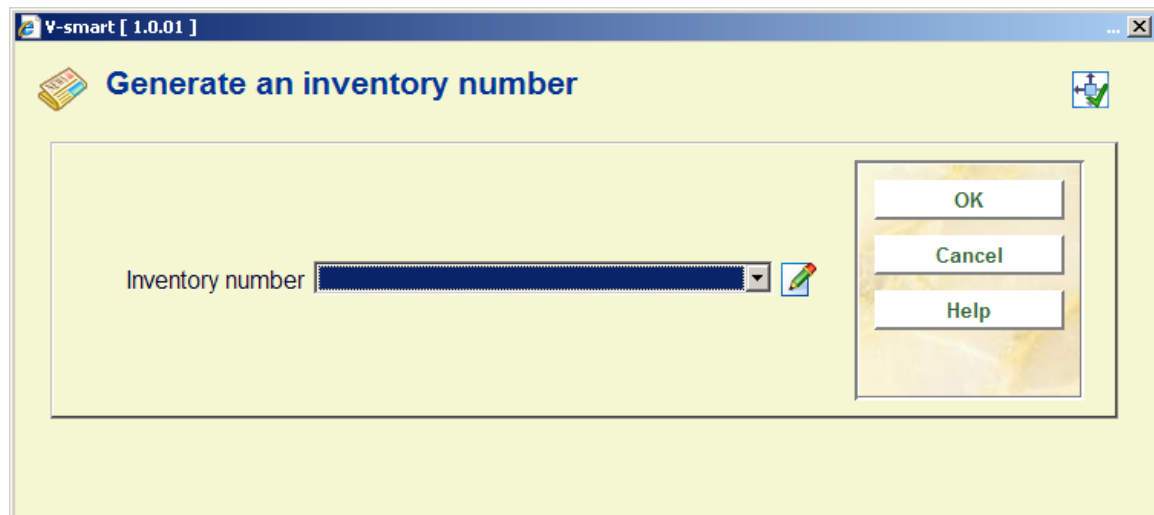 V-smart [ 1.0.01 ] ...
Generate an inventory number
OK
Cancel
Inventory number
Help